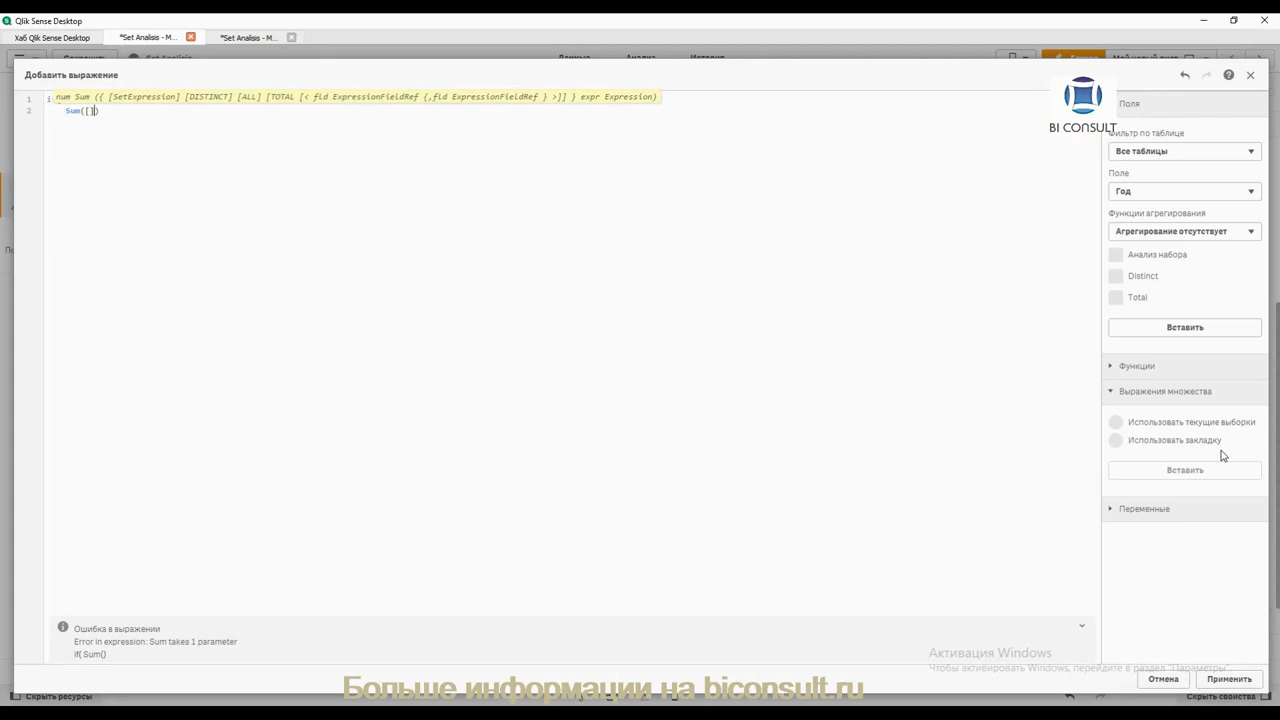 Qlik Sense Desktop
Хаб Qlik Sense Desktop
*Set Analisis - M...
*Set Analisis - M...
Добавить выражение
1
num Sum ({ [SetExpression] [DISTINCT] [ALL] [TOTAL [< fld ExpressionFieldRef {,fld ExpressionFieldRef } >]] } expr Expression)
2 Sum([])
BI CONSULT
Поля
Фильтр по таблице
Все таблицы
Поле
Год
Функции агрегирования
Агрегирование отсутствует
Анализ набора
Distinct
Total
Вставить
Функции
Выражения множества
Использовать текущие выборки
Использовать закладку
Вставить
Переменные
Ошибка в выражении
Error in expression: Sum takes 1 parameter
if( Sum()
Активация Windows
Чтобы активировать Windows, перейдите в раздел "Параметры".
Отмена
Применить
Скрыть ресурсы
Больше информации на biconsult.ru
Скрыть свойства